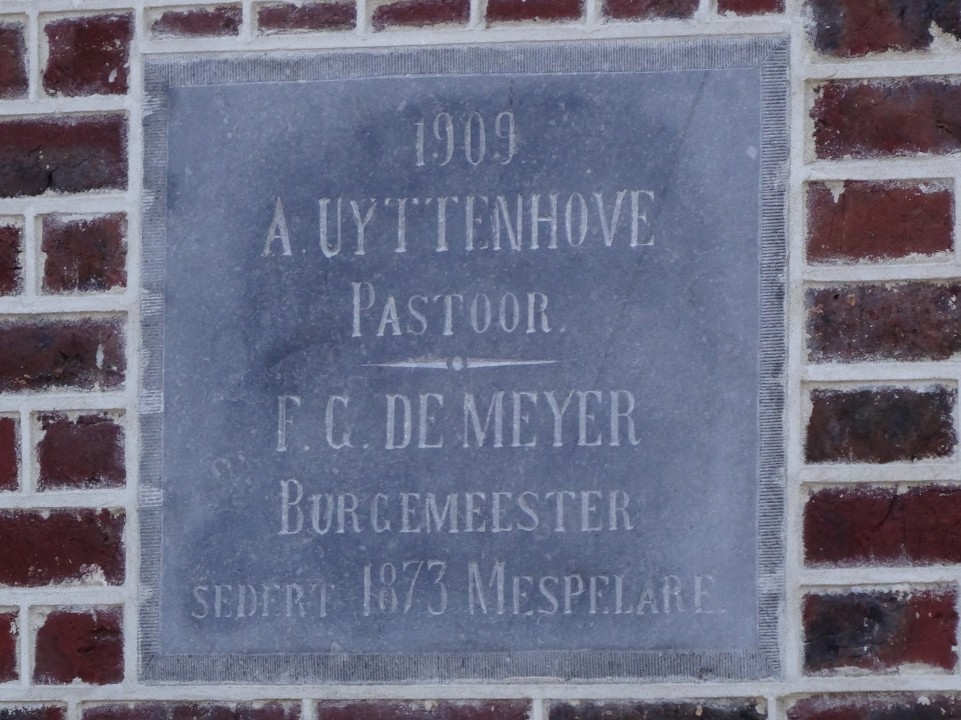 1909
A. UYTTENHOVE
PASTOOR.
F. G. DE MEYER
BURGEMEESTER
SEDERT 1873 MESPELARE.